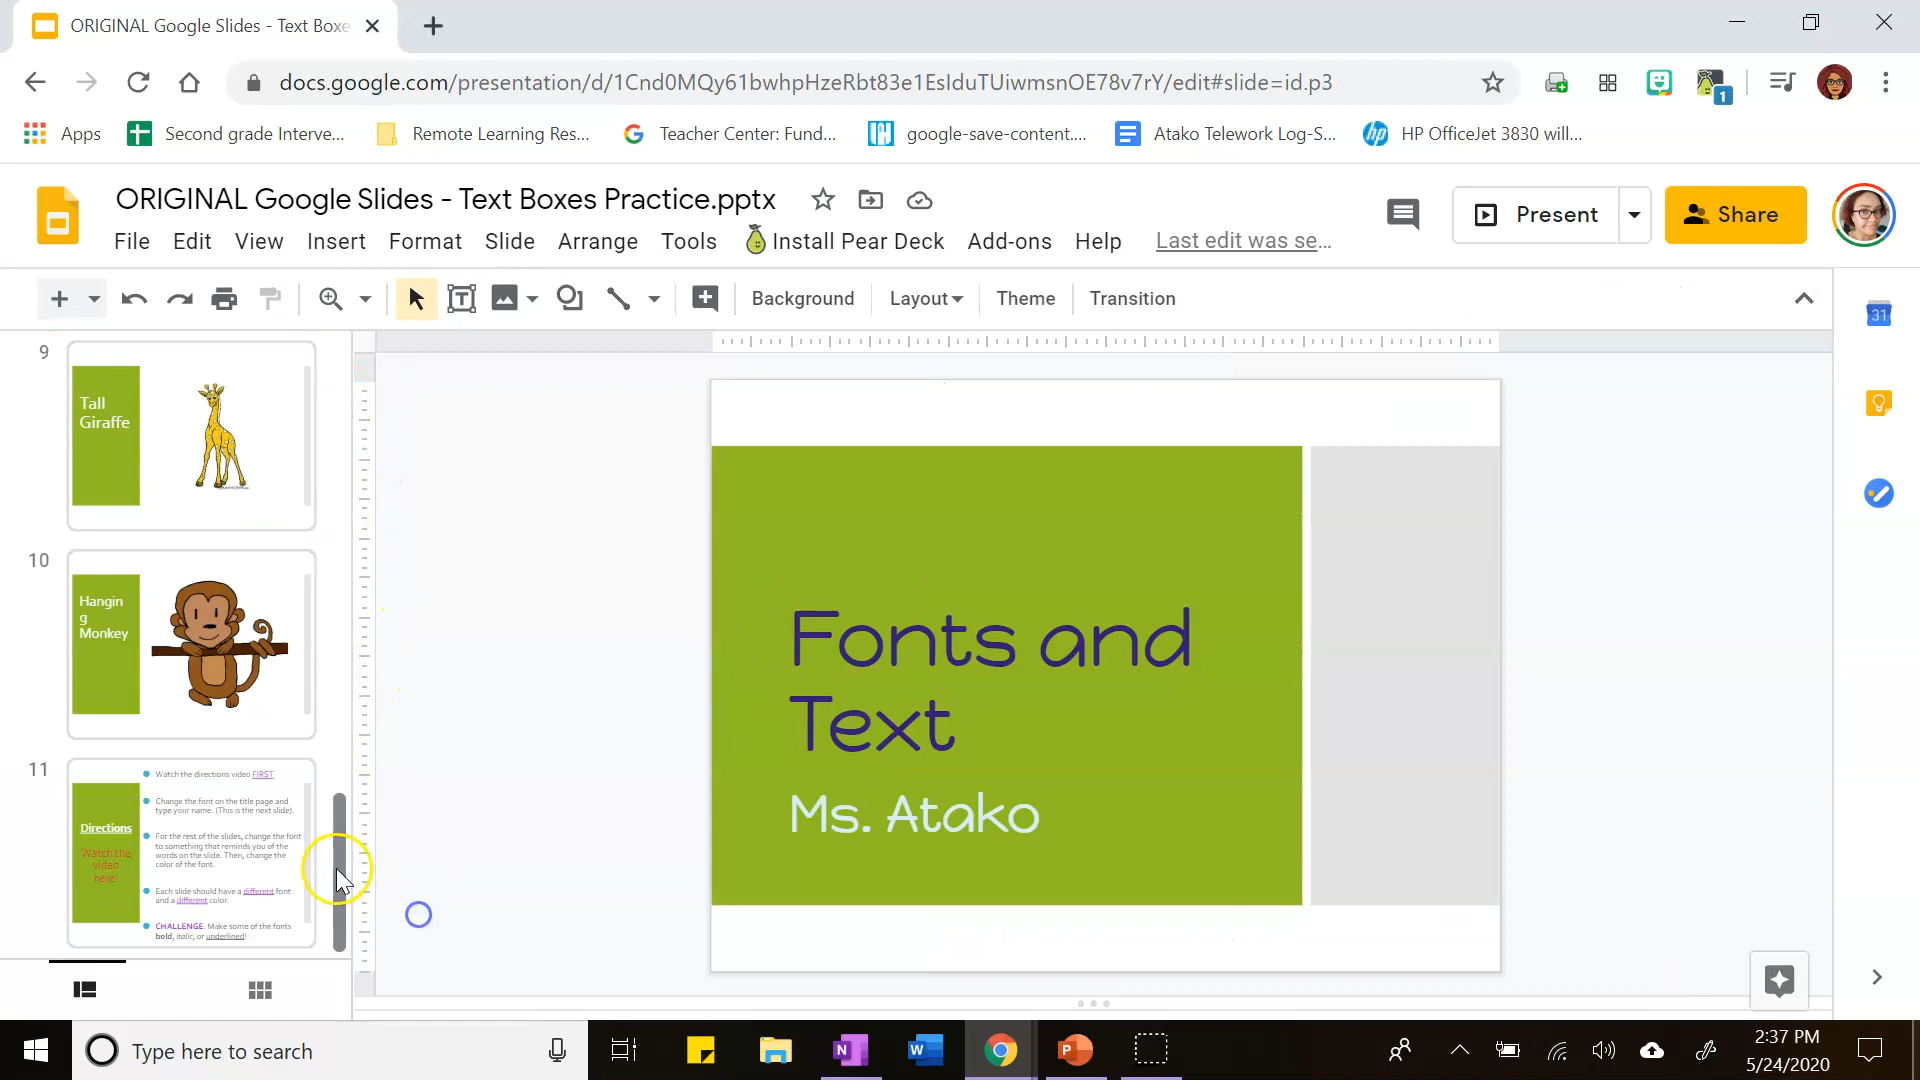 ORIGINAL Google Slides - Text Boxe
docs.google.com/presentation/d/1Cnd0MQy61bwhpHzeRbt83e1EsIduTUiwmsnOE78v7rY/edit#slide=id.p3
1
Apps
Second grade Interve...
Remote Learning Res...
Teacher Center: Fund...
google-save-content....
Atako Telework Log-S...
HP OfficeJet 3830 will...
ORIGINAL Google Slides - Text Boxes Practice.pptx
Present
Share
File Edit View Insert Format Slide Arrange Tools Install Pear Deck Add-ons Help Last edit was se...
Background Layout Theme Transition
31
9
Tall
Giraffe
10
Hangin
g
Monkey
11
Directions
Watch the
video
here!
Watch the directions video FIRST
Change the font on the title page and
type your name. (This is the next slide).
For the rest of the slides, change the font
to something that reminds you of the
words on the slide. Then, change the
color of the font.
Each slide should have a different font
and a different color.
CHALLENGE. Make some of the fonts
bold, italic, or underlined!
Fonts and
Text
Ms. Atako
Type here to search
2:37 PM
5/24/2020